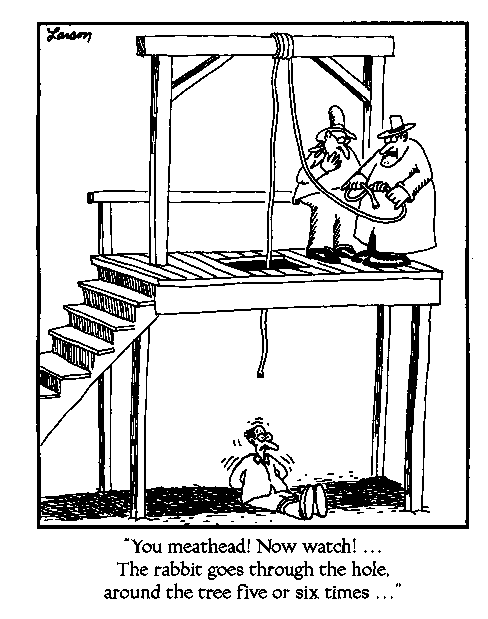 Larson
"You meathead! Now watch! ...
The rabbit goes through the hole,
around the tree five or six times ..."